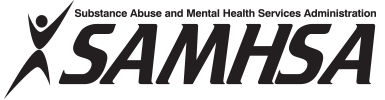 Substance Abuse and Mental Health Services Administration
SAMHSA